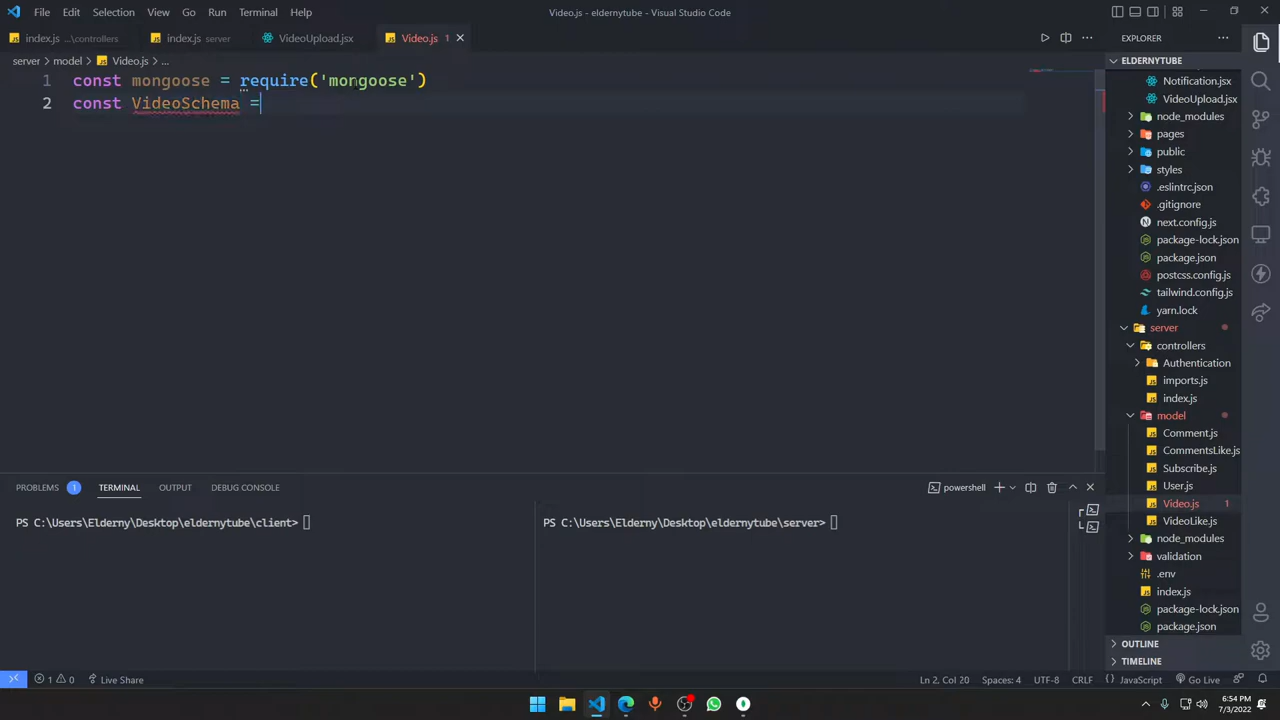 File Edit Selection View Go Run Terminal Help
Video.js - eldernytube - Visual Studio Code
index.js ...\controllers
index.js server
VideoUpload.jsx
Video.js 1
server > model > Video.js > ...
1 const mongoose = require('mongoose')
2 const VideoSchema =
EXPLORER
ELDERNYTUBE
Notification.jsx
VideoUpload.jsx
node_modules
pages
public
styles
.eslintrc.json
.gitignore
next.config.js
package-lock.json
package.json
postcss.config.js
tailwind.config.js
yarn.lock
server
controllers
Authentication
imports.js
index.js
model
Comment.js
CommentsLike.js
Subscribe.js
User.js
Video.js 1
VideoLike.js
node_modules
validation
.env
index.js
package-lock.json
package.json
OUTLINE
TIMELINE
PROBLEMS 1 TERMINAL OUTPUT DEBUG CONSOLE
powershell
PS C:\Users\Elderny\Desktop\eldernytube\client>
PS C:\Users\Elderny\Desktop\eldernytube\server>
1 0 Live Share
Ln 2, Col 20 Spaces: 4 UTF-8 CRLF JavaScript Go Live
6:54 PM
7/3/2022